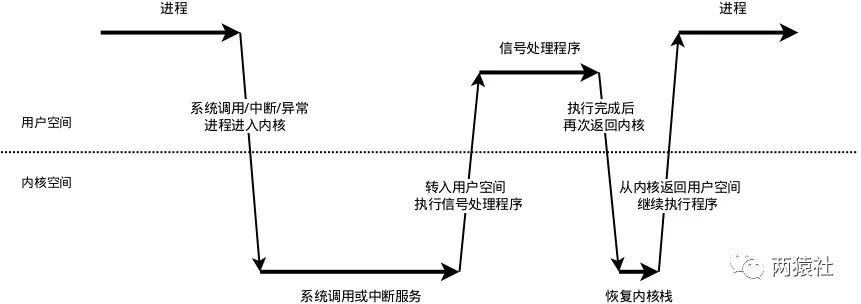 进程
进程
信号处理程序
系统调用/中断/异常
进程进入内核
执行完成后
再次返回内核
用户空间
内核空间
转入用户空间
执行信号处理程序
从内核返回用户空间
继续执行程序
两猿社
系统调用或中断服务
恢复内核栈